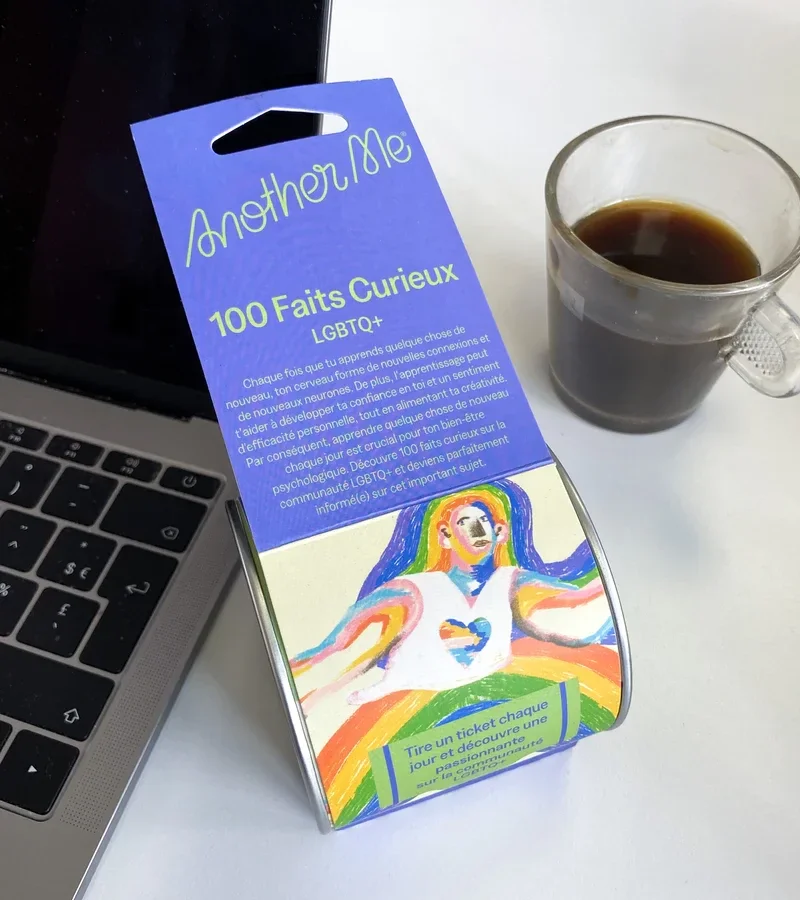 Another Me
100 Faits Curieux
LGBTQ+
Chaque fois que tu apprends quelque chose de
nouveau, ton cerveau forme de nouvelles connexions et
de nouveaux neurones. De plus, l'apprentissage peut
t'aider à développer ta confiance en toi et un sentiment
d'efficacité personnelle, tout en alimentant ta créativité.
Par conséquent, apprendre quelque chose de nouveau
chaque jour est crucial pour ton bien-être
psychologique. Découvre 100 faits curieux sur la
communauté LGBTQ+ et deviens parfaitement
informé(e) sur cet important sujet.
Tire un ticket chaque
jour et découvre une
passionnante
sur la communauté
LGBTQ+
^
$ €
%
£